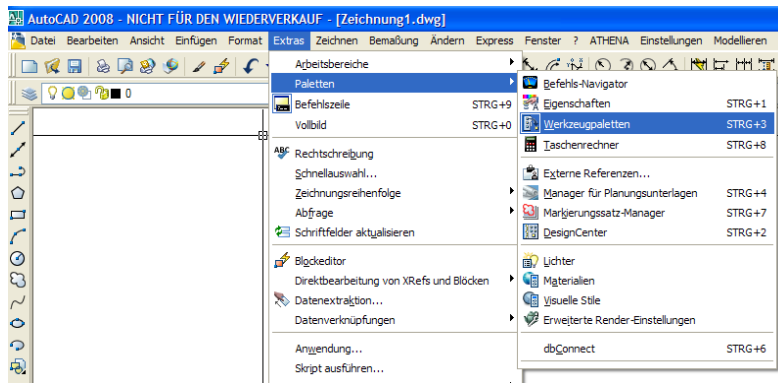 AutoCAD 2008 - NICHT FÜR DEN WIEDERVERKAUF - [Zeichnung1.dwg]
Datei Bearbeiten Ansicht Einfügen Format Extras Zeichnen Bemaßung Ändern Express Fenster ? ATHENA Einstellungen Modellieren
0
Arbeitsbereiche
Paletten
Befehlszeile STRG+9
Vollbild STRG+0
ABC Rechtschreibung
Schnellauswahl...
Zeichnungsreihenfolge
Abfrage
Schriftfelder aktualisieren
Blockeditor
Direktbearbeitung von XRefs und Blöcken
Datenextraktion...
Datenverknüpfungen
Anwendung...
Skript ausführen...
Befehls-Navigator
Eigenschaften STRG+1
Werkzeugpaletten STRG+3
Taschenrechner STRG+8
Externe Referenzen...
Manager für Planungsunterlagen STRG+4
Markierungssatz-Manager STRG+7
DesignCenter STRG+2
Lichter
Materialien
Visuelle Stile
Erweiterte Render-Einstellungen
dbConnect STRG+6